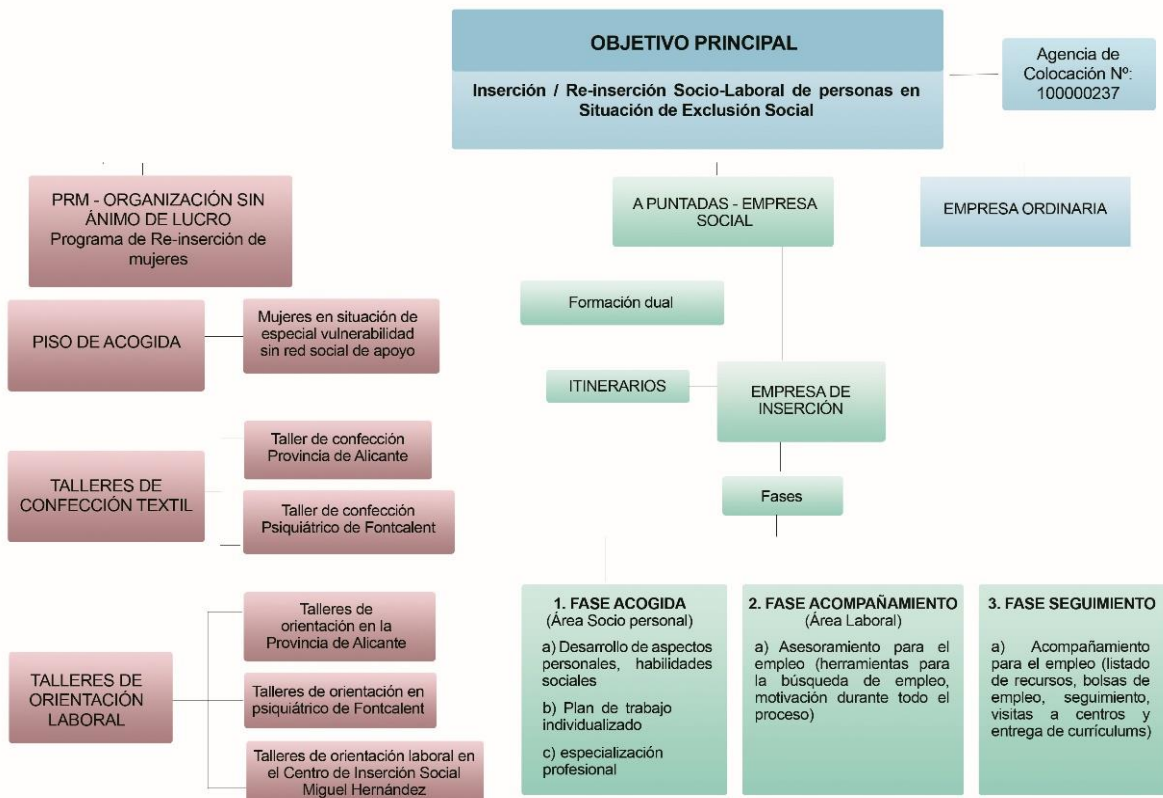 OBJETIVO PRINCIPAL
Inserción / Re-inserción Socio-Laboral de personas en
Situación de Exclusión Social
Agencia de
Colocación Nº:
100000237
PRM - ORGANIZACIÓN SIN
ÁNIMO DE LUCRO
Programa de Re-inserción de
mujeres
A PUNTADAS - EMPRESA
SOCIAL
EMPRESA ORDINARIA
PISO DE ACOGIDA
Mujeres en situación de
especial vulnerabilidad
sin red social de apoyo
Formación dual
ITINERARIOS
EMPRESA DE
INSERCIÓN
Fases
TALLERES DE
CONFECCIÓN TEXTIL
Taller de confección
Provincia de Alicante
Taller de confección
Psiquiátrico de Fontcalent
TALLERES DE
ORIENTACIÓN
LABORAL
Talleres de
orientación en la
Provincia de Alicante
Talleres de orientación en
psiquiátrico de Fontcalent
Talleres de orientación laboral en
el Centro de Inserción Social
Miguel Hernández
1. FASE ACOGIDA
(Área Socio personal)
a) Desarrollo de aspectos
personales, habilidades
sociales
b) Plan de trabajo
individualizado
c) especialización
profesional
2. FASE ACOMPAÑAMIENTO
(Área Laboral)
a) Asesoramiento para el
empleo (herramientas para
la búsqueda de empleo,
motivación durante todo el
proceso)
3. FASE SEGUIMIENTO
a) Acompañamiento
para el empleo (listado
de recursos, bolsas de
empleo, seguimiento,
visitas a centros y
entrega de currículums)